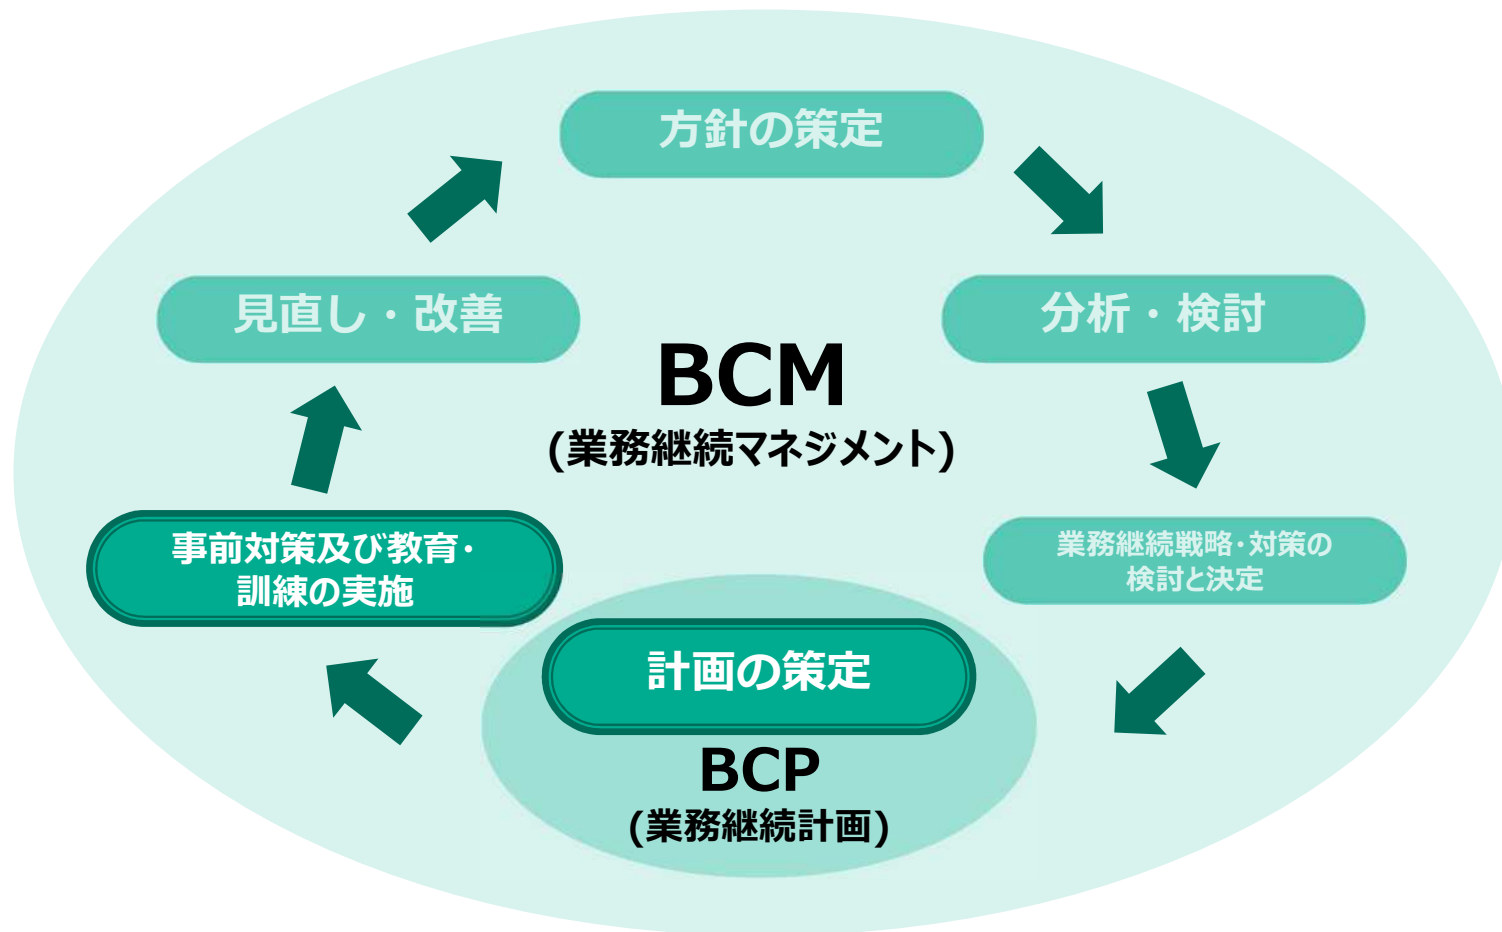 方針の策定
見直し・改善
分析・検討
BCM
(業務継続マネジメント)
事前対策及び教育・
訓練の実施
業務継続戦略・対策の
検討と決定
計画の策定
BCP
(業務継続計画)